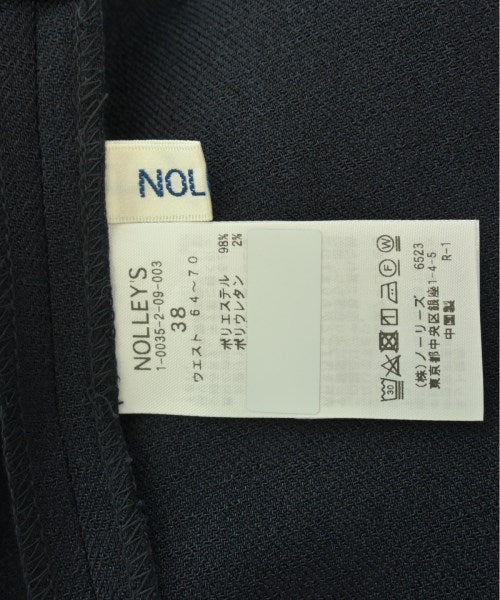 NOL
NOLLEY'S
1-0035-2-09-003
38
ウエスト 64～70
ポリエステル 98%
ポリウレタン 2%
30
F W
(株)ノーリーズ 6523
東京都中央区銀座1-4-5
中国製 R-1